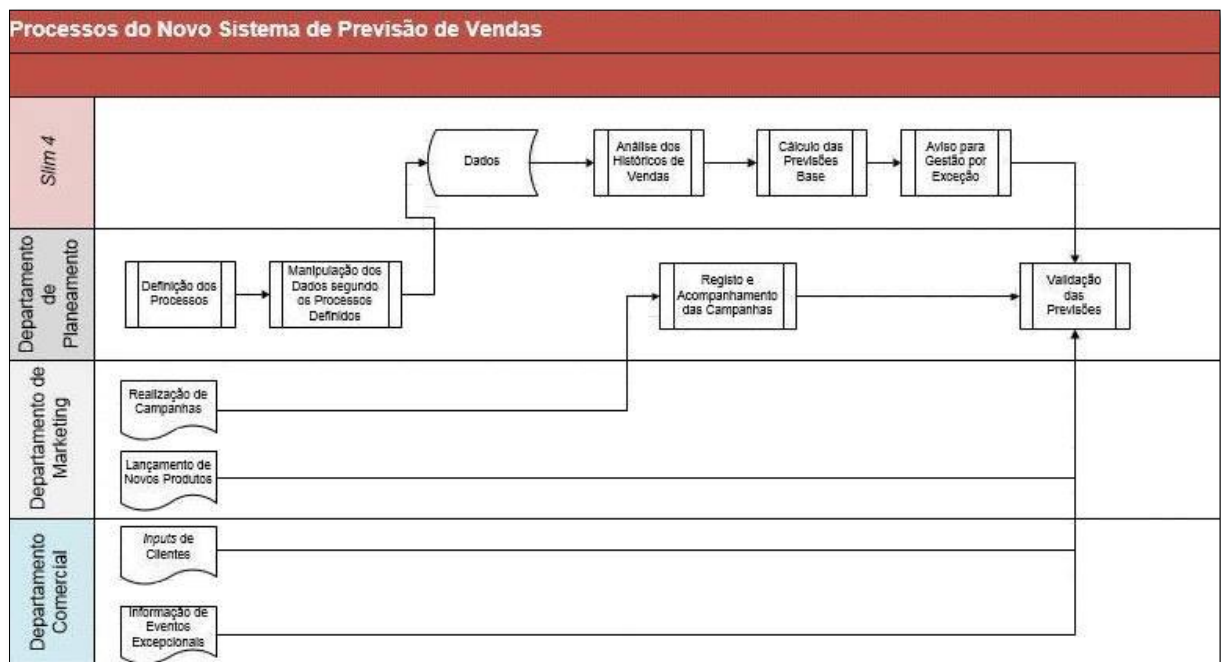 Processos do Novo Sistema de Previsão de Vendas
Slim 4
Dados
Análise dos
Históricos de
Vendas
Cálculo das
Previsões
Base
Aviso para
Gestão por
Exceção
Departamento
de
Planeamento
Definição dos
Processos
Manipulação dos
Dados segundo
os Processos
Definidos
Registo e
Acompanhamento
das Campanhas
Validação
das
Previsões
Departamento de
Marketing
Realização de
Campanhas
Lançamento de
Novos Produtos
Departamento
Comercial
Inputs de
Clientes
Informação de
Eventos
Excepcionais